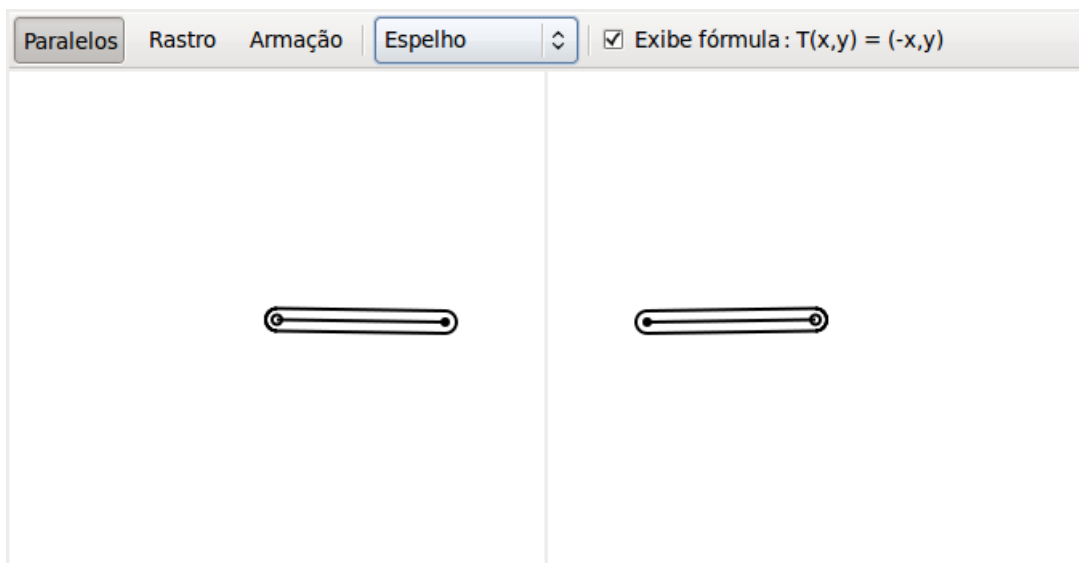 Paralelos Rastro Armação Espelho Exibe fórmula : T(x,y) = (-x,y)